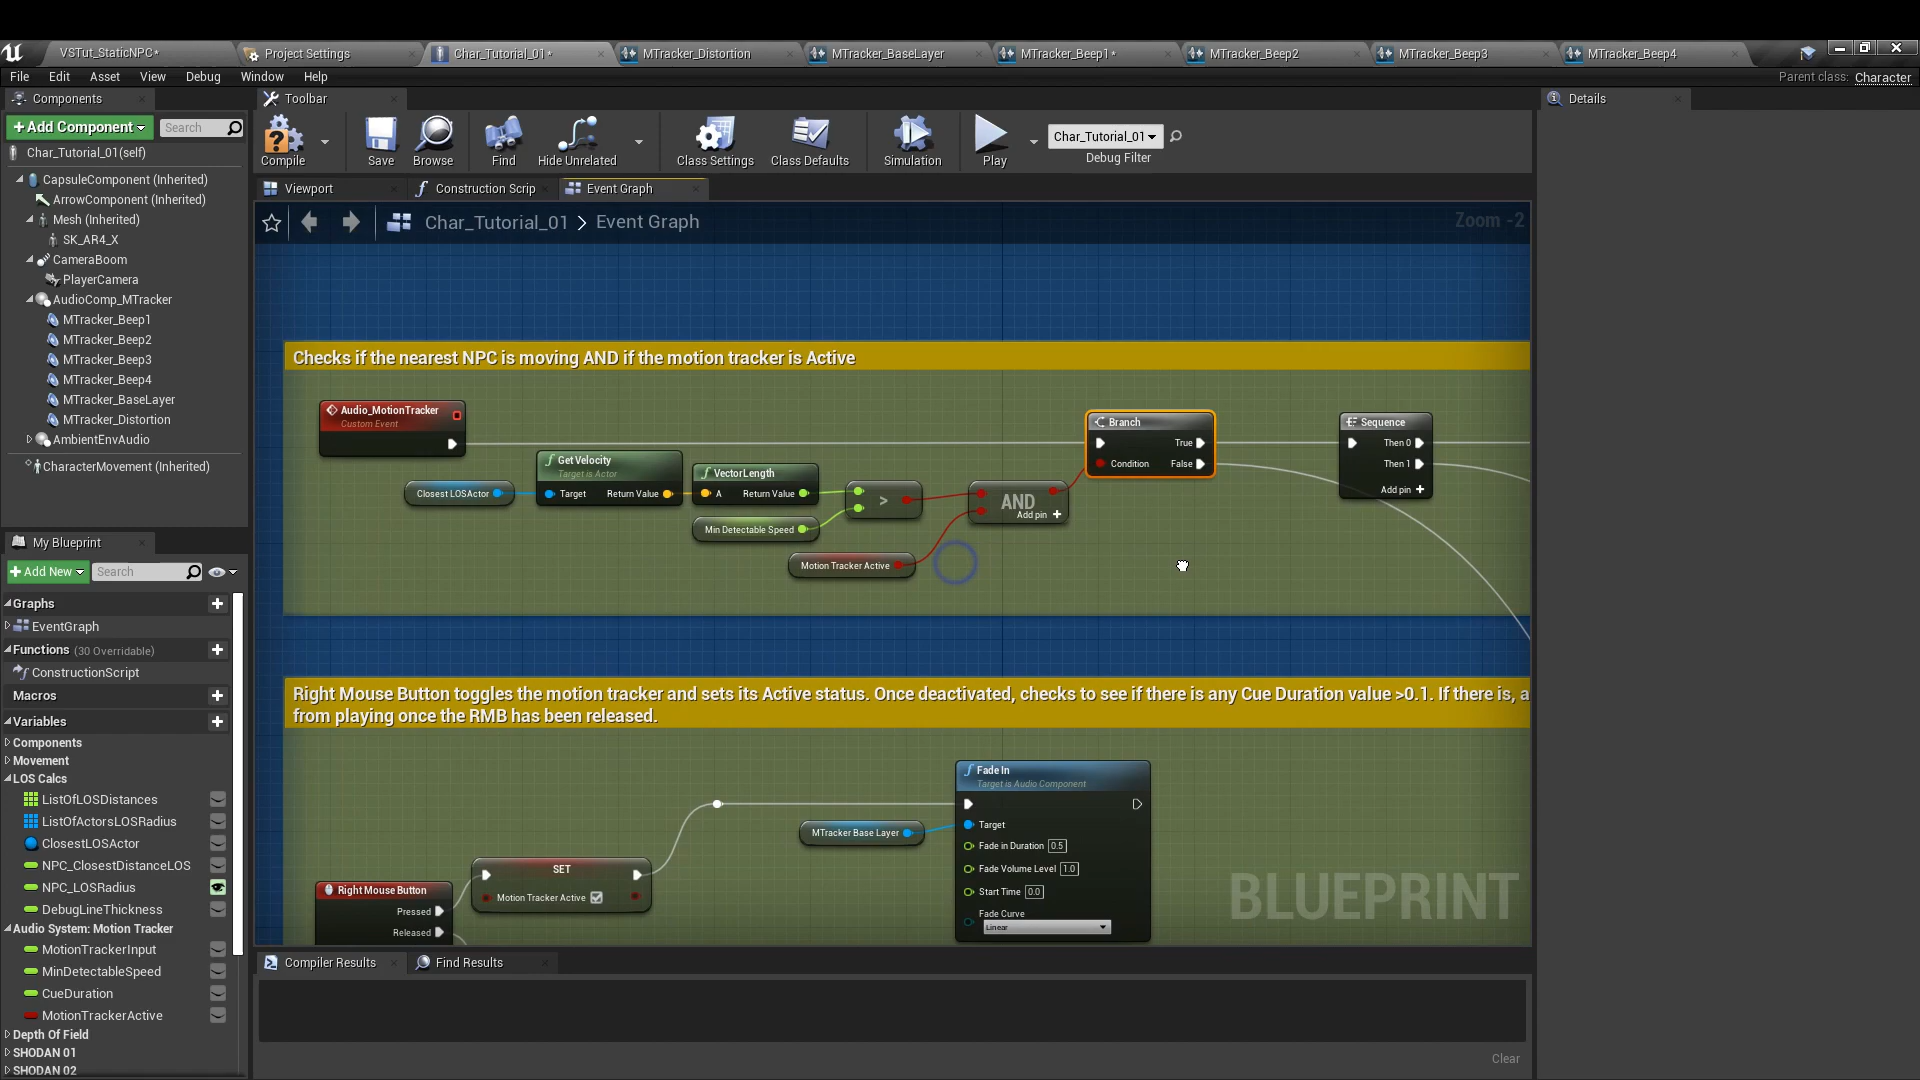 VSTut_StaticNPC*
Project Settings
Char_Tutorial_01*
MTracker_Distortion
MTracker_BaseLayer
MTracker_Beep1*
MTracker_Beep2
MTracker_Beep3
MTracker_Beep4
File Edit Asset View Debug Window Help
Parent class: Character
Components
+Add Component
Search
Char_Tutorial_01(self)
CapsuleComponent (Inherited)
ArrowComponent (Inherited)
Mesh (Inherited)
SK_AR4_X
CameraBoom
PlayerCamera
AudioComp_MTracker
MTracker_Beep1
MTracker_Beep2
MTracker_Beep3
MTracker_Beep4
MTracker_BaseLayer
MTracker_Distortion
AmbientEnvAudio
CharacterMovement (Inherited)
My Blueprint
+Add New
Search
Graphs
EventGraph
Functions (30 Overridable)
ConstructionScript
Macros
Variables
Components
Movement
LOS Calcs
ListOfLOSDistances
ListOfActorsLOSRadius
ClosestLOSActor
NPC_ClosestDistanceLOS
NPC_LOSRadius
DebugLineThickness
Audio System: Motion Tracker
MotionTrackerInput
MinDetectableSpeed
CueDuration
MotionTrackerActive
Depth Of Field
SHODAN 01
SHODAN 02
Toolbar
Compile
Save
Browse
Find
Hide Unrelated
Class Settings
Class Defaults
Simulation
Play
Char_Tutorial_01
Debug Filter
Viewport
Construction Scrip
Event Graph
Char_Tutorial_01 > Event Graph
Zoom -2
Checks if the nearest NPC is moving AND if the motion tracker is Active
Audio_MotionTracker
Custom Event
Closest LOSActor
Get Velocity
Target is Actor
Target Return Value
VectorLength
A Return Value
Min Detectable Speed
>
Motion Tracker Active
AND
Add pin +
Branch
True
Condition False
Sequence
Then 0
Then 1
Add pin +
Right Mouse Button toggles the motion tracker and sets its Active status. Once deactivated, checks to see if there is any Cue Duration value >0.1. If there is, a
from playing once the RMB has been released.
Right Mouse Button
Pressed
Released
SET
Motion Tracker Active
MTracker Base Layer
Fade In
Target is Audio Component
Target
Fade in Duration 0.5
Fade Volume Level 1.0
Start Time 0.0
Fade Curve
Linear
BLUEPRINT
Compiler Results
Find Results
Clear
Details